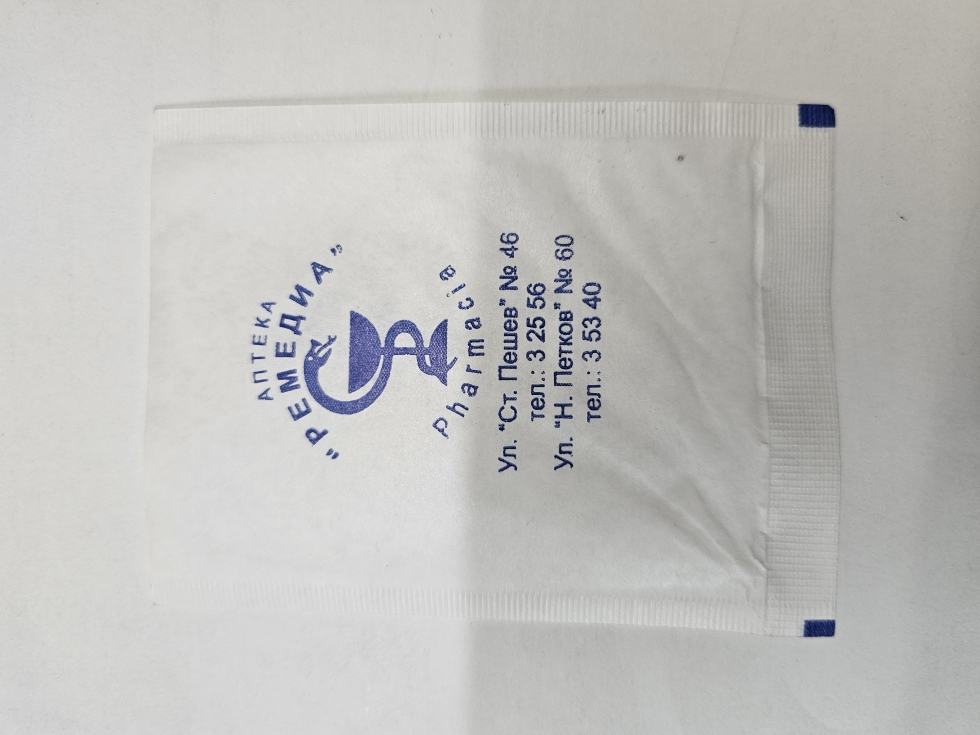 АПТЕКА
"РЕМЕДИА"
Pharmacia
Ул. "Ст. Пешев" № 46
тел.: 3 25 56
Ул. "Н. Петков" № 60
тел.: 3 53 40